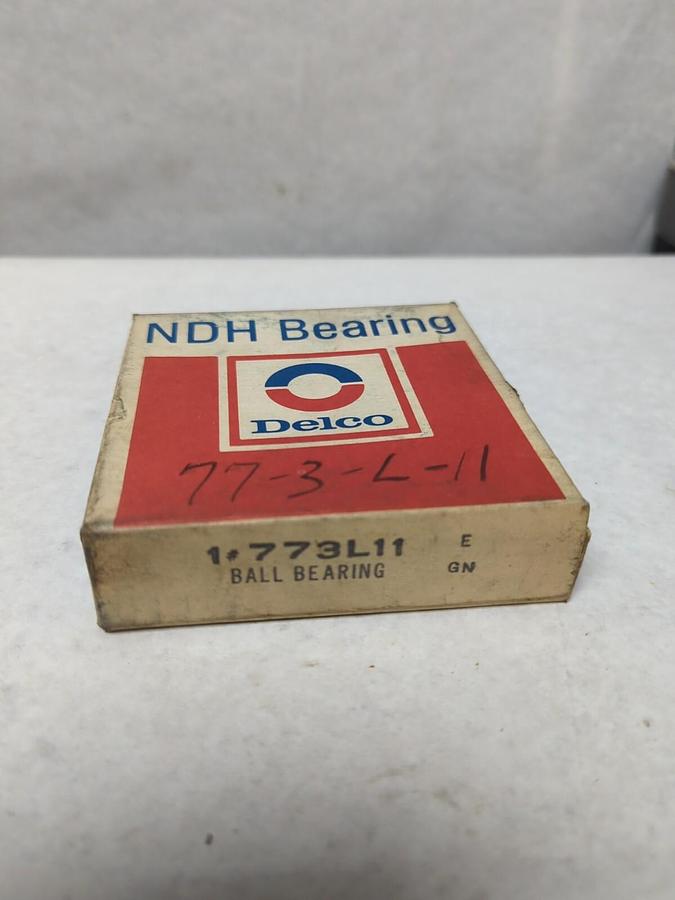 NDH Bearing
Delco
77-3-L-11
1#773L11 E
BALL BEARING GN